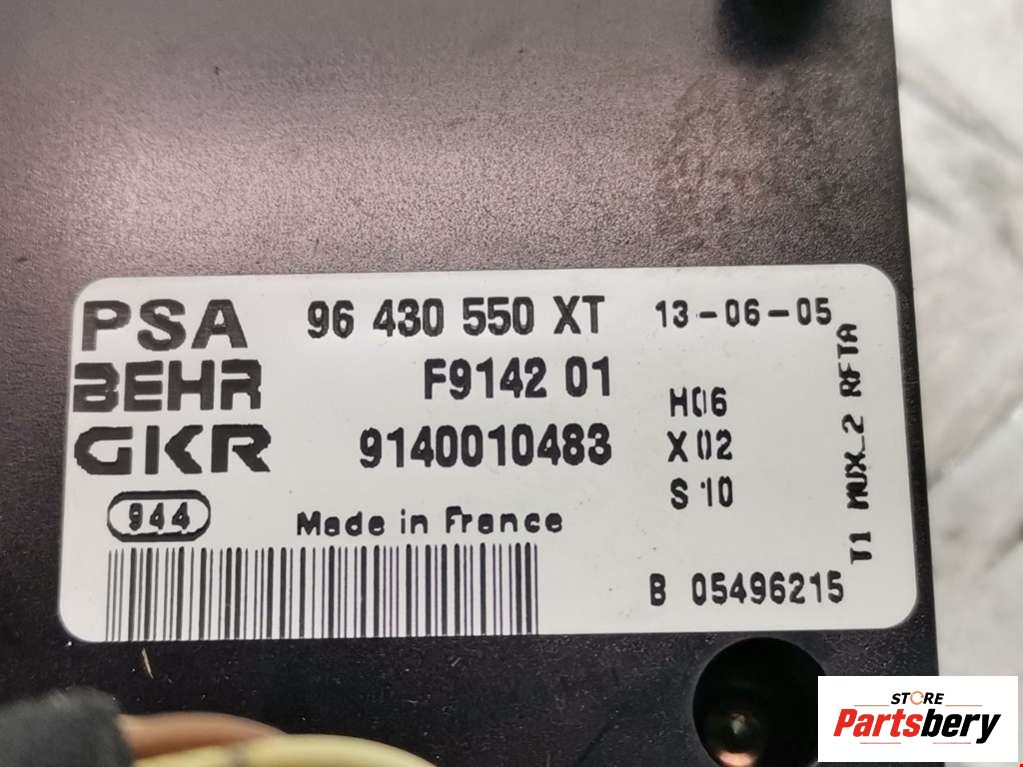 PSA 96 430 550 XT 13-06-05
BEHR F9142 01 H06
GKR 9140010483 X02
944 Made in France S 10
B 05496215
T1 MUX_2 RFTA
STORE
Partsbery